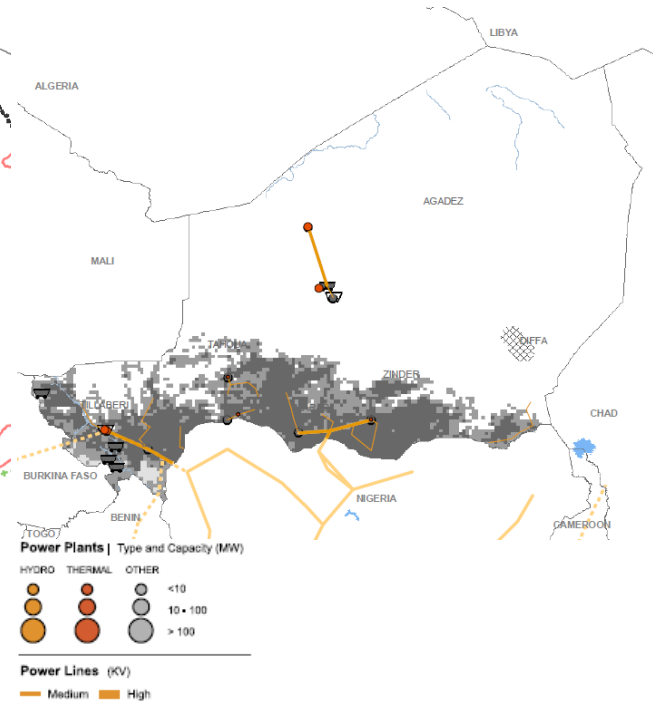 LIBYA
ALGERIA
AGADEZ
MALI
DIFFA
TAHOUA
ZINDER
TILLABERI
CHAD
BURKINA FASO
NIGERIA
BENIN
CAMEROON
TOGO
Power Plants | Type and Capacity (MW)
HYDRO THERMAL OTHER
<10
10 • 100
> 100
Power Lines (KV)
Medium High